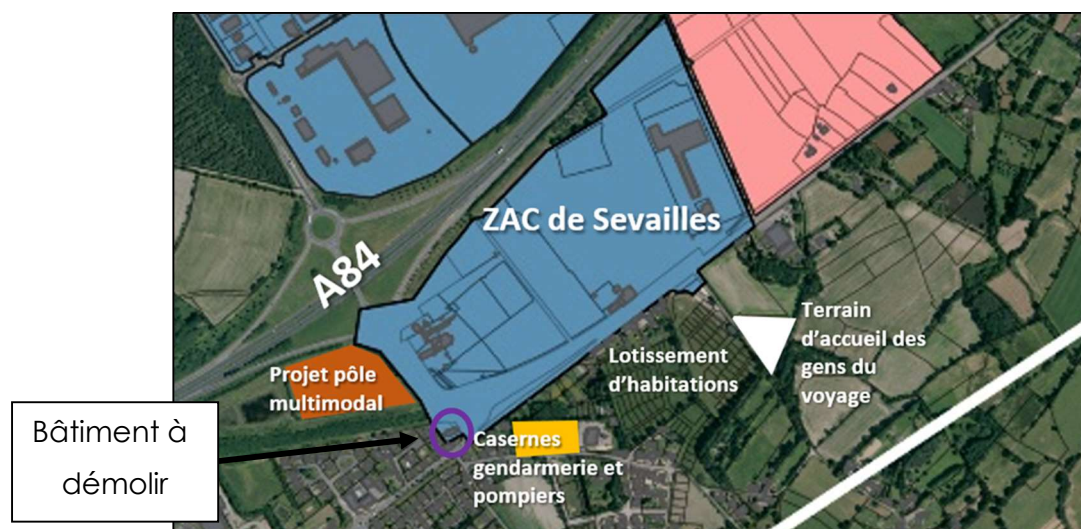 ZAC de Sevailles
A84
Terrain
d'accueil des
gens du
voyage
Lotissement
d'habitations
Projet pôle
multimodal
Bâtiment à
démolir
Casernes
gendarmerie et
pompiers